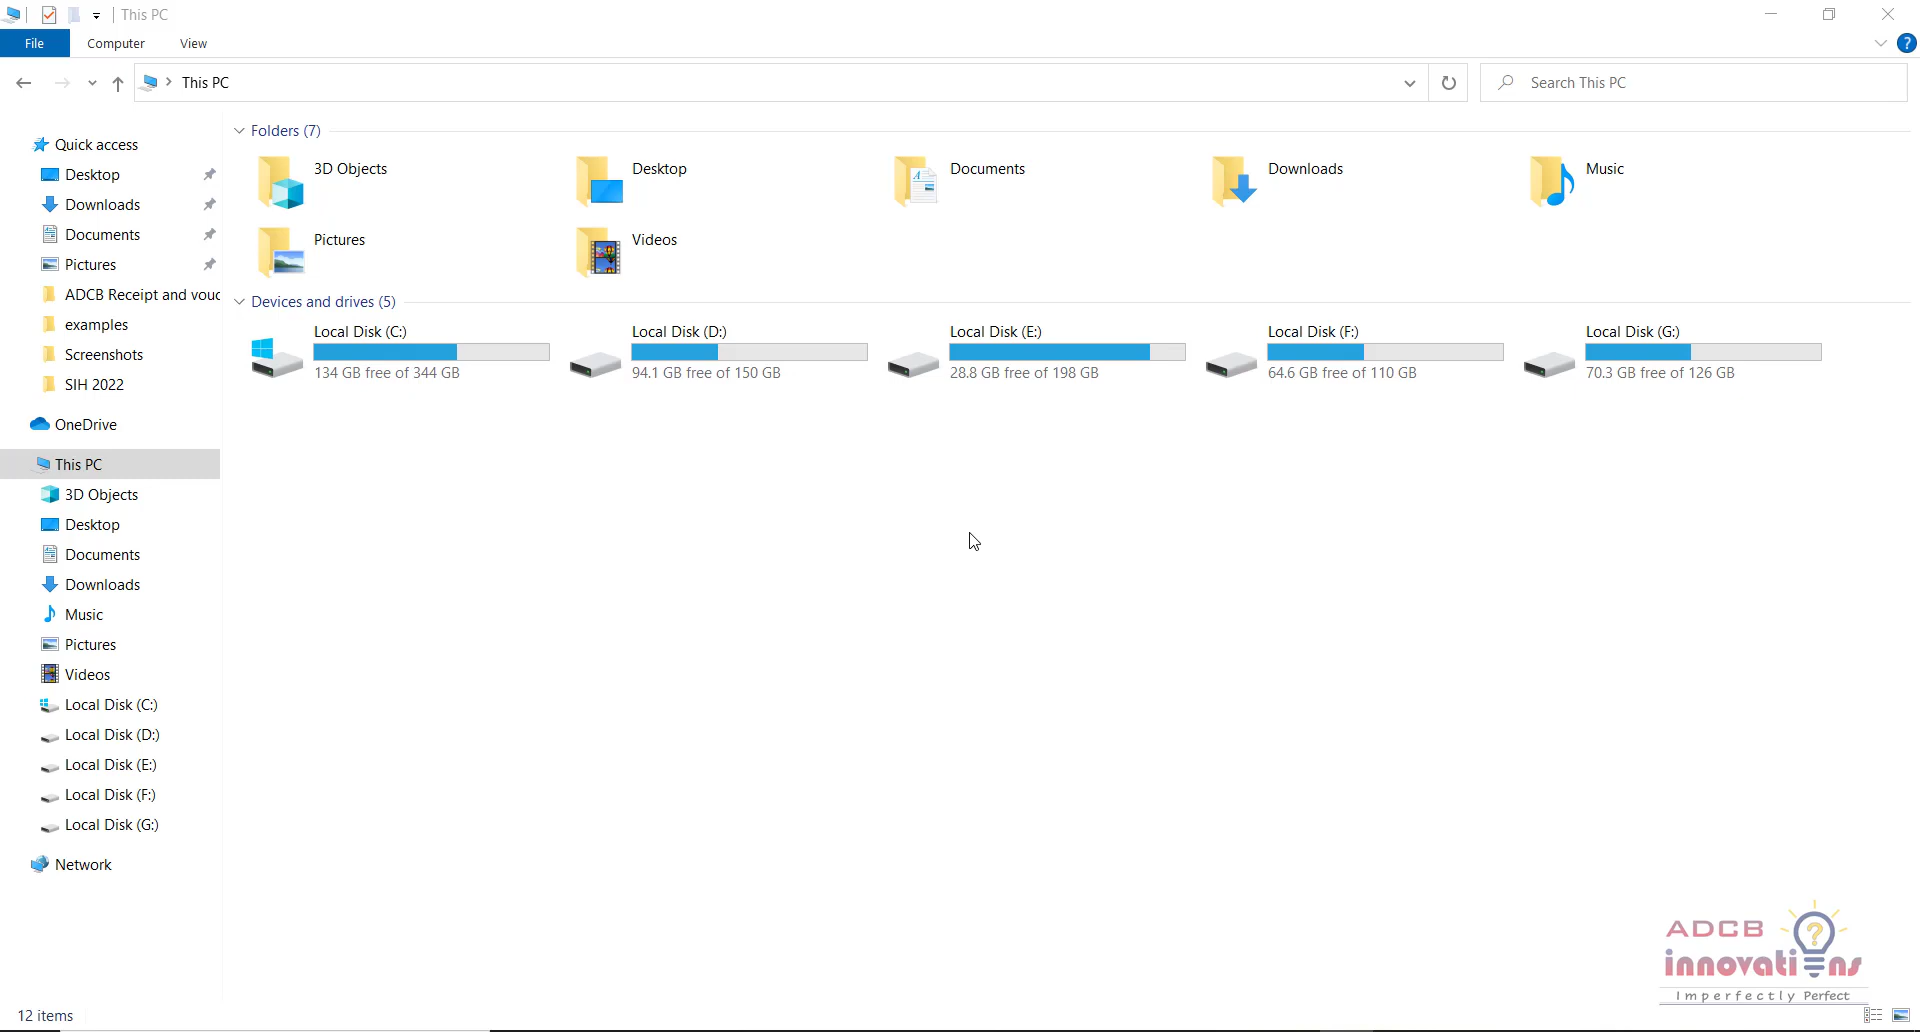 This PC
File Computer View
This PC
Search This PC
Quick access
Desktop
Downloads
Documents
Pictures
ADCB Receipt and vouc
examples
Screenshots
SIH 2022
OneDrive
This PC
3D Objects
Desktop
Documents
Downloads
Music
Pictures
Videos
Local Disk (C:)
Local Disk (D:)
Local Disk (E:)
Local Disk (F:)
Local Disk (G:)
Network
Folders (7)
3D Objects
Desktop
Documents
Downloads
Music
Pictures
Videos
Devices and drives (5)
Local Disk (C:)
134 GB free of 344 GB
Local Disk (D:)
94.1 GB free of 150 GB
Local Disk (E:)
28.8 GB free of 198 GB
Local Disk (F:)
64.6 GB free of 110 GB
Local Disk (G:)
70.3 GB free of 126 GB
ADCB
innovations
Imperfectly Perfect
12 items